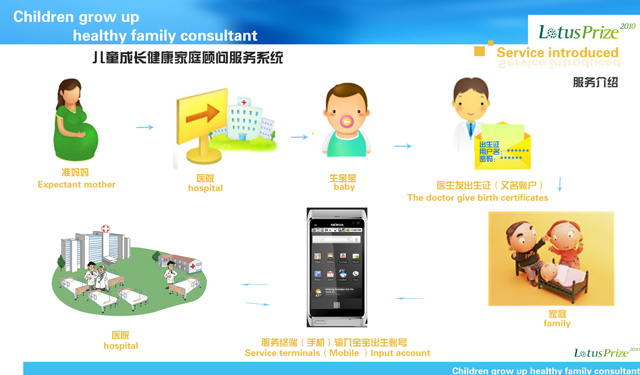 Children grow up
healthy family consultant
儿童成长健康家庭顾问服务系统
LotusPrize 2010
Service introduced
服务介绍
出生证
用户名：******
密码：******
准妈妈
Expectant mother
医院
hospital
生宝宝
baby
医生发出生证（又名账户）
The doctor give birth certificates
NOKIA
家庭
family
医院
hospital
服务终端（手机）输入宝宝出生账号
Service terminals（Mobile ）Input account
LotusPrize 2010
Children grow up healthy family consultant